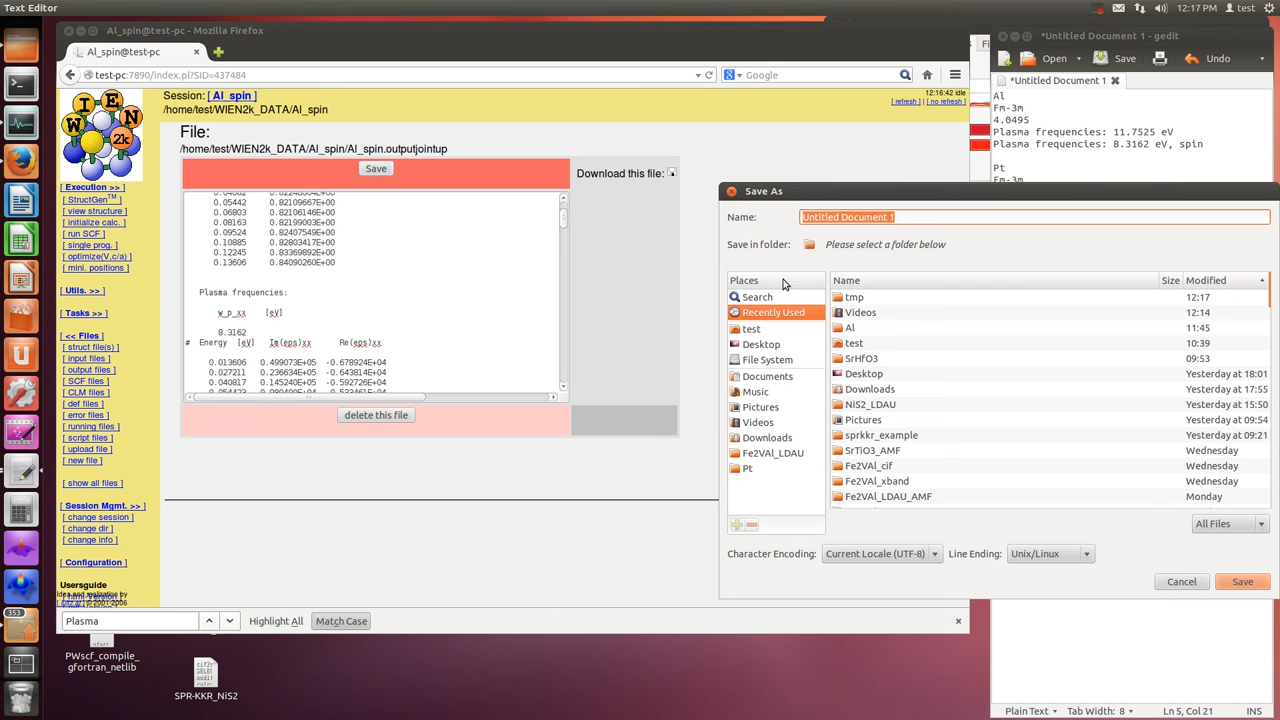 Text Editor
12:17 PM
test
Al_spin@test-pc - Mozilla Firefox
Al_spin@test-pc
test-pc:7890/index.pl?SID=437484
Google
Session: [ Al_spin ]
/home/test/WIEN2k_DATA/Al_spin
12:16:42 idle
[ refresh ] [ no refresh ]
WIEN
2k
Execution >>
[ StructGen™ ]
[ view structure ]
[ initialize calc. ]
[ run SCF ]
[ single prog. ]
[ optimize(V,c/a) ]
[ mini. positions ]
[ Utils. >> ]
[ Tasks >> ]
[ << Files ]
[ struct file(s) ]
[ input files ]
[ output files ]
[ SCF files ]
[ CLM files ]
[ def files ]
[ error files ]
[ running files ]
[ script files ]
[ upload file ]
[ new file ]
[ show all files ]
[ Session Mgmt. >> ]
[ change session ]
[ change dir ]
[ change info ]
[ Configuration ]
Usersguide
Idea and realization by
File:
/home/test/WIEN2k_DATA/Al_spin/Al_spin.outputjointup
Save
Download this file:
0.05442 0.82109667E+00
0.06803 0.82106146E+00
0.08163 0.82199003E+00
0.09524 0.82407549E+00
0.10885 0.82803417E+00
0.12245 0.83369892E+00
0.13606 0.84090260E+00
Plasma frequencies:
w_p_xx [eV]
8.3162
# Energy [eV] Im(eps)xx Re(eps)xx
0.013606 0.499073E+05 -0.678924E+04
0.027211 0.236634E+05 -0.643814E+04
0.040817 0.145240E+05 -0.592726E+04
delete this file
Plasma
Highlight All
Match Case
353
PWscf_compile_
gfortran_netlib
SPR-KKR_NiS2
*Untitled Document 1 - gedit
Open
Save
Undo
*Untitled Document 1
Al
Fm-3m
4.0495
Plasma frequencies: 11.7525 eV
Plasma frequencies: 8.3162 eV, spin
Pt
Fm-3m
Save As
Name:
Untitled Document 1
Save in folder:
Please select a folder below
Places
Search
Recently Used
test
Desktop
File System
Documents
Music
Pictures
Videos
Downloads
Fe2VAl_LDAU
Pt
Name Size Modified
tmp 12:17
Videos 12:14
Al 11:45
test 10:39
SrHfO3 09:53
Desktop Yesterday at 18:01
Downloads Yesterday at 17:55
NiS2_LDAU Yesterday at 15:50
Pictures Yesterday at 09:54
sprkkr_example Yesterday at 09:21
SrTiO3_AMF Wednesday
Fe2VAl_cif Wednesday
Fe2VAl_xband Wednesday
Fe2VAl_LDAU_AMF Monday
All Files
Character Encoding:
Current Locale (UTF-8)
Line Ending:
Unix/Linux
Cancel
Save
Plain Text
Tab Width: 8
Ln 5, Col 21
INS